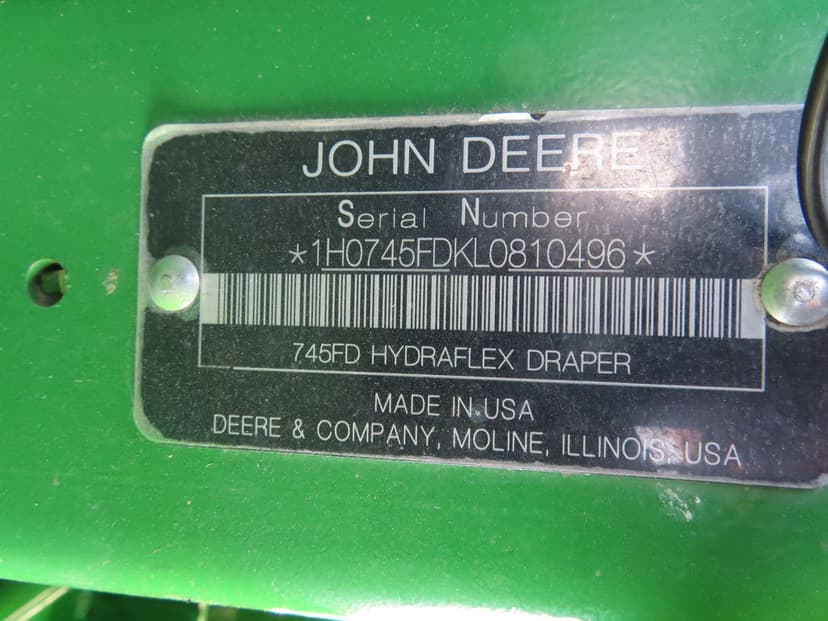 JOHN DEERE
Serial Number
*1H0745FDKL0810496*
745FD HYDRAFLEX DRAPER
MADE IN USA
DEERE & COMPANY, MOLINE, ILLINOIS, USA